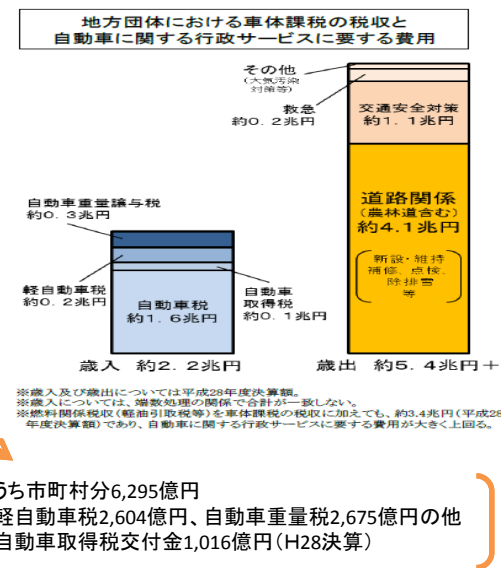 地方団体における車体課税の税収と
自動車に関する行政サービスに要する費用
その他
(大気汚染
対策等)
救急
約0.2兆円
交通安全対策
約1.1兆円
道路関係
(農林道含む)
約4.1兆円
新設・維持
補修、点検、
除排雪
等
自動車重量譲与税
約0.3兆円
軽自動車税
約0.2兆円
自動車税
約1.6兆円
自動車
取得税
約0.1兆円
歳入 約2.2兆円
歳出 約5.4兆円+
※歳入及び歳出については平成28年度決算額。
※歳入については、端数処理の関係で合計が一致しない。
※燃料関係税収(軽油引取税等)を車体課税の税収に加えても、約3.4兆円(平成28
年度決算額)であり、自動車に関する行政サービスに要する費用が大きく上回る。
うち市町村分6,295億円
軽自動車税2,604億円、自動車重量税2,675億円の他
自動車取得税交付金1,016億円(H28決算)